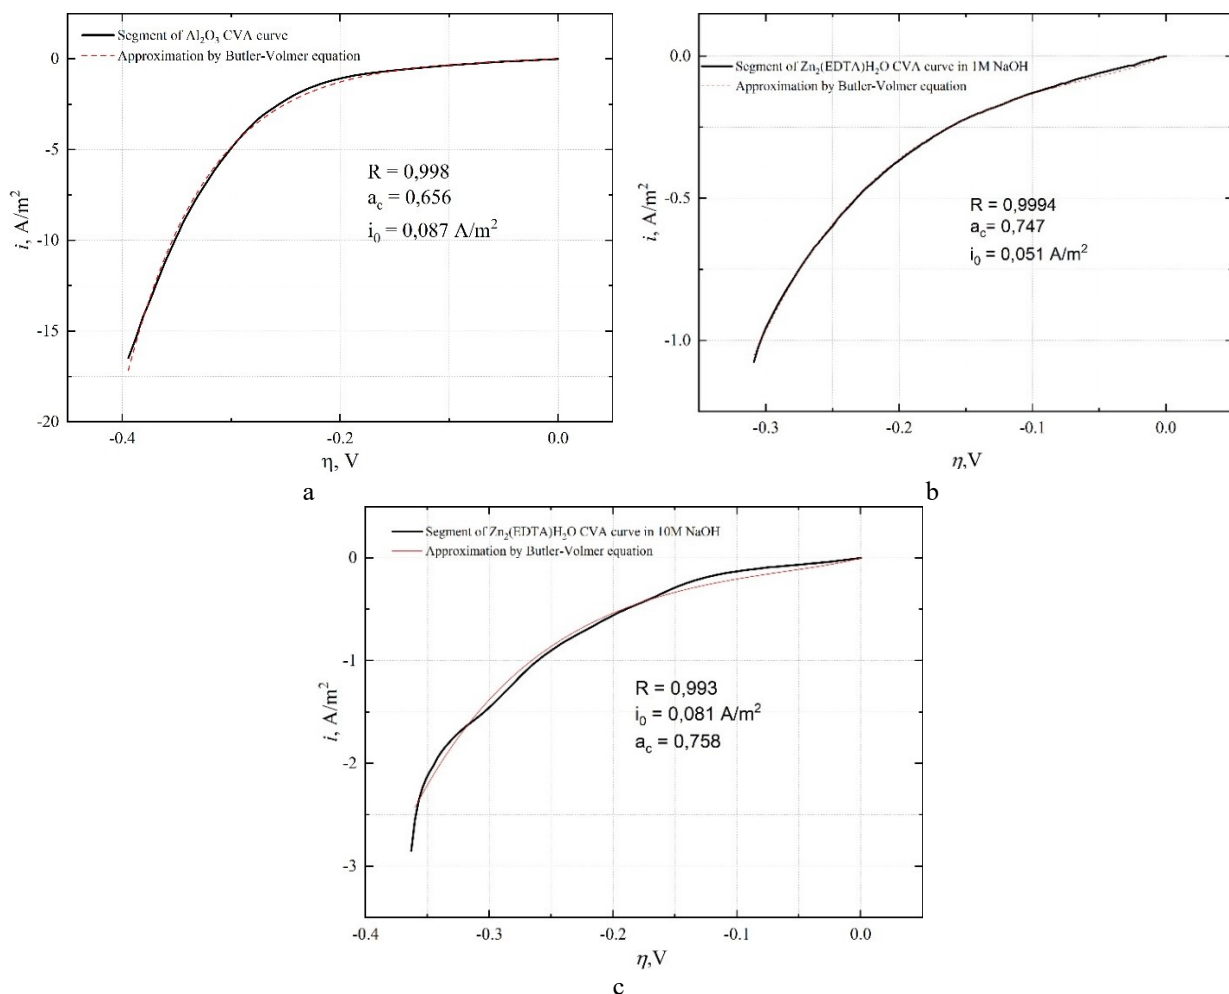 Segment of Al₂O₃ CVA curve
Approximation by Butler-Volmer equation
R = 0,998
a_c = 0,656
i₀ = 0,087 A/m²
i, A/m²
0
-5
-10
-15
-20
-0.4
-0.2
0.0
η, V
a
Segment of Zn₂(EDTA)H₂O CVA curve in 1M NaOH
Approximation by Butler-Volmer equation
R = 0,9994
a_c= 0,747
i₀ = 0,051 A/m²
i, A/m²
0.0
-0.5
-1.0
-0.3
-0.2
-0.1
0.0
η,V
b
Segment of Zn₂(EDTA)H₂O CVA curve in 10M NaOH
Approximation by Butler-Volmer equation
R = 0,993
i₀ = 0,081 A/m²
a_c = 0,758
i, A/m²
0
-1
-2
-3
-0.4
-0.3
-0.2
-0.1
0.0
η,V
c